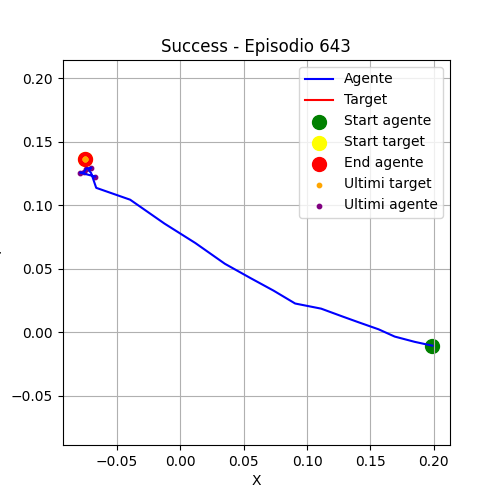 Success - Episodio 643
0.20
0.15
0.10
0.05
0.00
−0.05
Agente
Target
Start agente
Start target
End agente
Ultimi target
Ultimi agente
−0.05 0.00 0.05 0.10 0.15 0.20
X